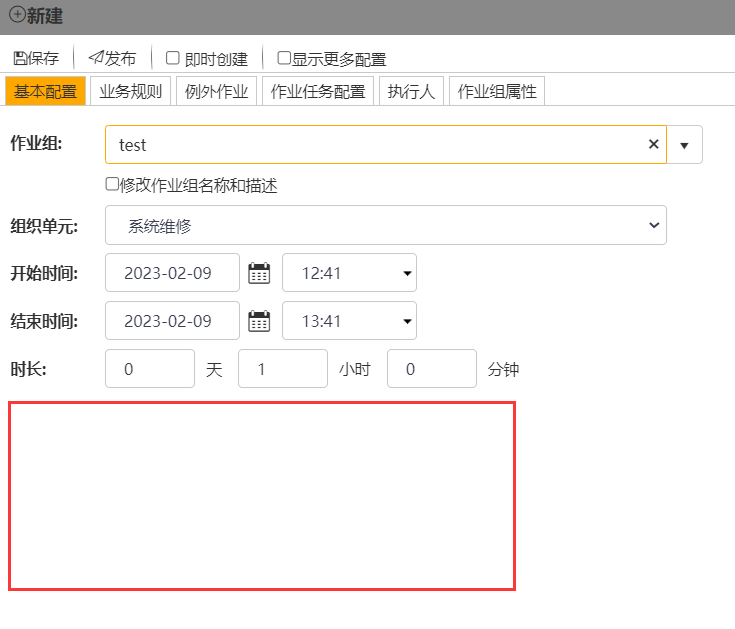 新建
保存 发布 即时创建 显示更多配置
基本配置 业务规则 例外作业 作业任务配置 执行人 作业组属性
作业组: test
修改作业组名称和描述
组织单元: 系统维修
开始时间: 2023-02-09 12:41
结束时间: 2023-02-09 13:41
时长: 0 天 1 小时 0 分钟